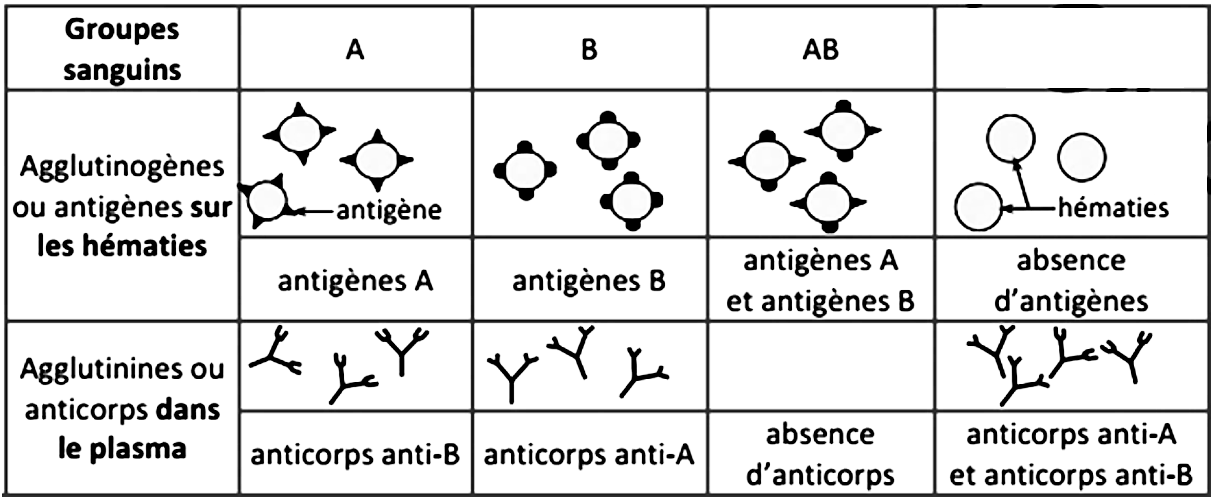 Groupes
sanguins
A
B
AB
Agglutinogènes
ou antigènes sur
les hématies
antigène
hématies
antigènes A
antigènes B
antigènes A
et antigènes B
absence
d’antigènes
Agglutinines ou
anticorps dans
le plasma
anticorps anti-B
anticorps anti-A
absence
d’anticorps
anticorps anti-A
et anticorps anti-B